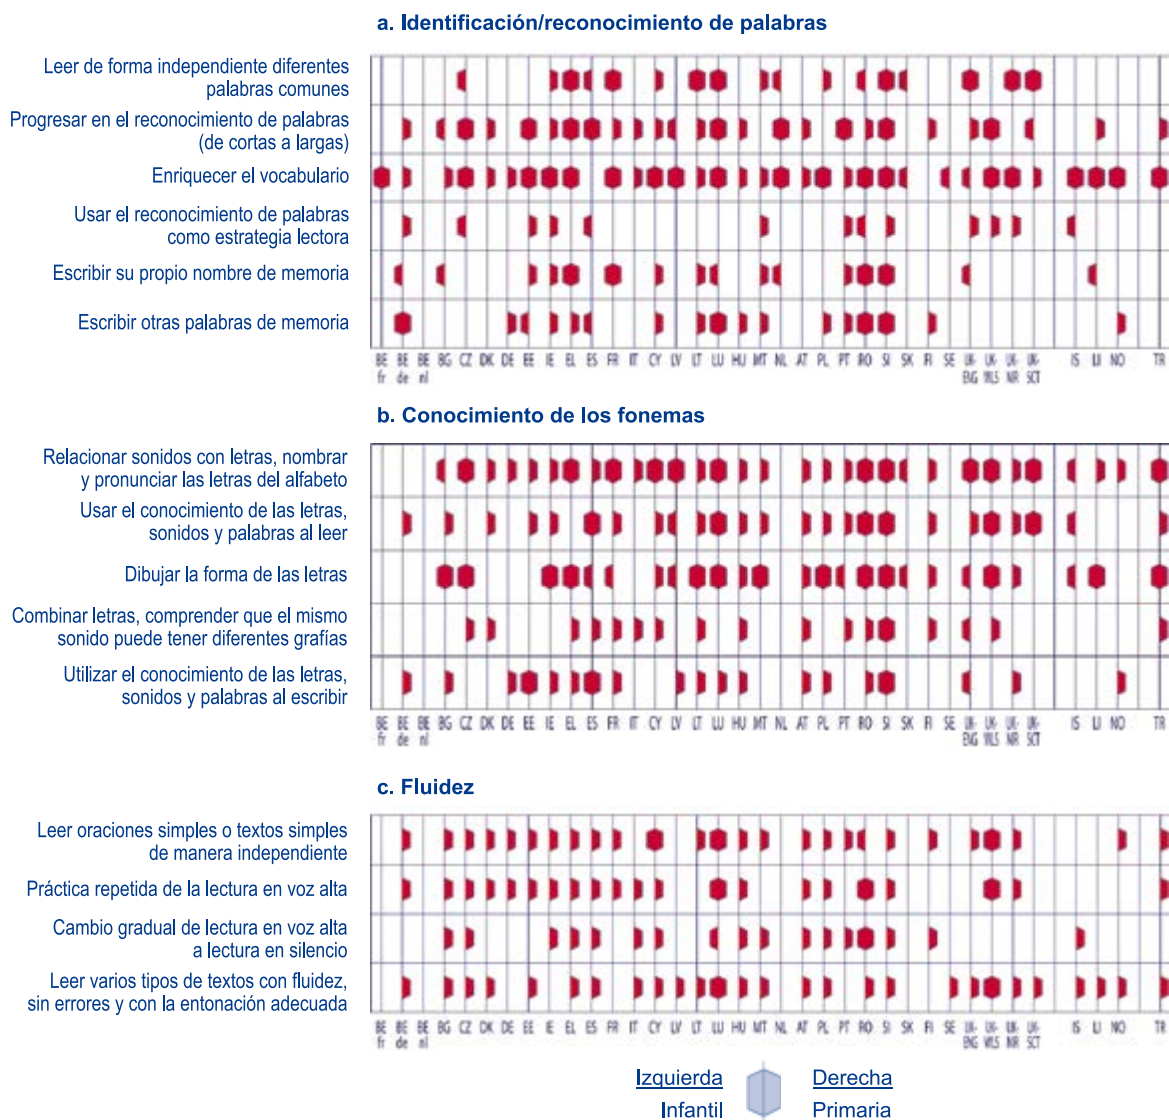 a. Identificación/reconocimiento de palabras
Leer de forma independiente diferentes
palabras comunes
Progresar en el reconocimiento de palabras
(de cortas a largas)
Enriquecer el vocabulario
Usar el reconocimiento de palabras
como estrategia lectora
Escribir su propio nombre de memoria
Escribir otras palabras de memoria
BE BE BE BG CZ DK DE EE IE EL ES FR IT CY LV LT LU HU MT NL AT PL PT RO SI SK FI SE UK- UK- UK- UK- IS LI NO TR
fr de nl ENG WLS NIR SCT
b. Conocimiento de los fonemas
Relacionar sonidos con letras, nombrar
y pronunciar las letras del alfabeto
Usar el conocimiento de las letras,
sonidos y palabras al leer
Dibujar la forma de las letras
Combinar letras, comprender que el mismo
sonido puede tener diferentes grafías
Utilizar el conocimiento de las letras,
sonidos y palabras al escribir
BE BE BE BG CZ DK DE EE IE EL ES FR IT CY LV LT LU HU MT NL AT PL PT RO SI SK FI SE UK- UK- UK- UK- IS LI NO TR
fr de nl ENG WLS NIR SCT
c. Fluidez
Leer oraciones simples o textos simples
de manera independiente
Práctica repetida de la lectura en voz alta
Cambio gradual de lectura en voz alta
a lectura en silencio
Leer varios tipos de textos con fluidez,
sin errores y con la entonación adecuada
BE BE BE BG CZ DK DE EE IE EL ES FR IT CY LV LT LU HU MT NL AT PL PT RO SI SK FI SE UK- UK- UK- UK- IS LI NO TR
fr de nl ENG WLS NIR SCT
Izquierda Derecha
Infantil Primaria